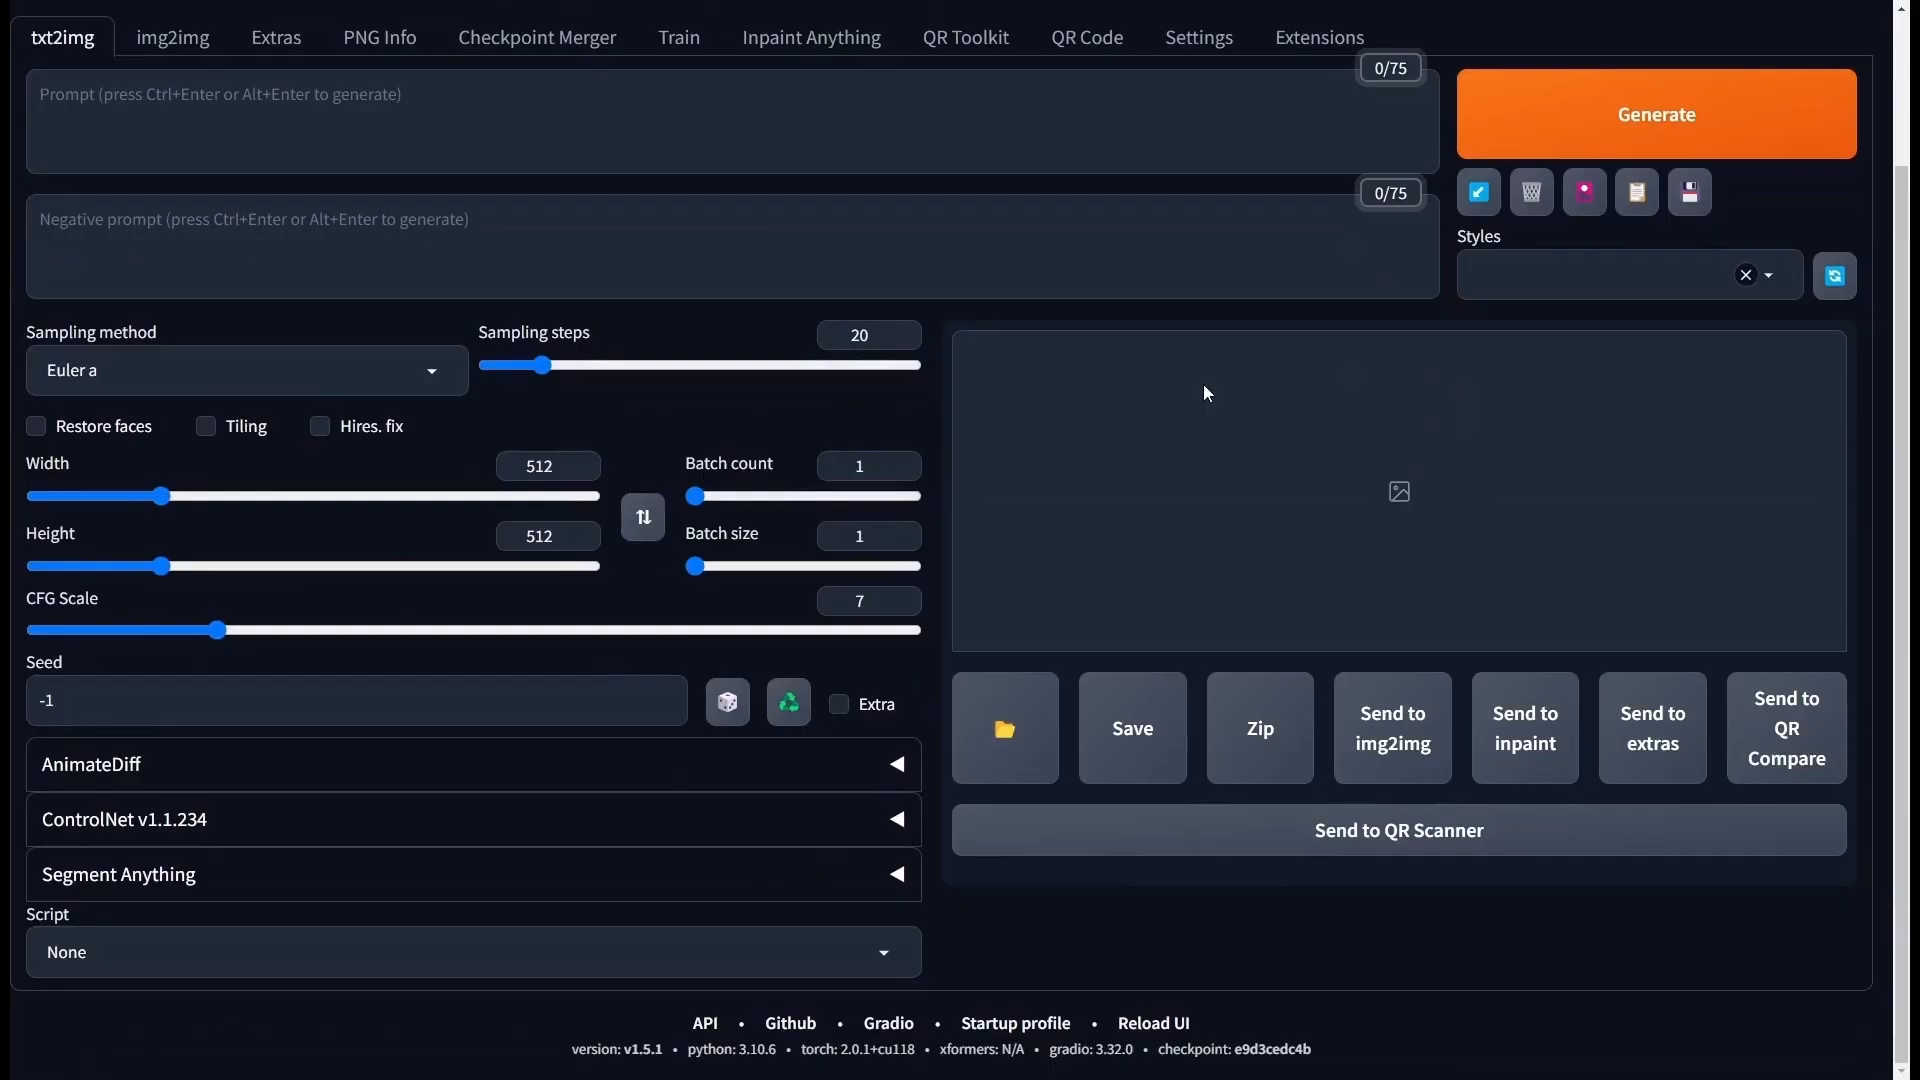 txt2img img2img Extras PNG Info Checkpoint Merger Train Inpaint Anything QR Toolkit QR Code Settings Extensions
0/75
Prompt (press Ctrl+Enter or Alt+Enter to generate)
Generate
0/75
Negative prompt (press Ctrl+Enter or Alt+Enter to generate)
Styles
Sampling method
Euler a
Sampling steps
20
Restore faces
Tiling
Hires. fix
Width
512
Batch count
1
Height
512
Batch size
1
CFG Scale
7
Seed
-1
Extra
AnimateDiff
ControlNet v1.1.234
Segment Anything
Script
None
Save
Zip
Send to
img2img
Send to
inpaint
Send to
extras
Send to
QR
Compare
Send to QR Scanner
API • Github • Gradio • Startup profile • Reload UI
version: v1.5.1 • python: 3.10.6 • torch: 2.0.1+cu118 • xformers: N/A • gradio: 3.32.0 • checkpoint: e9d3cedc4b